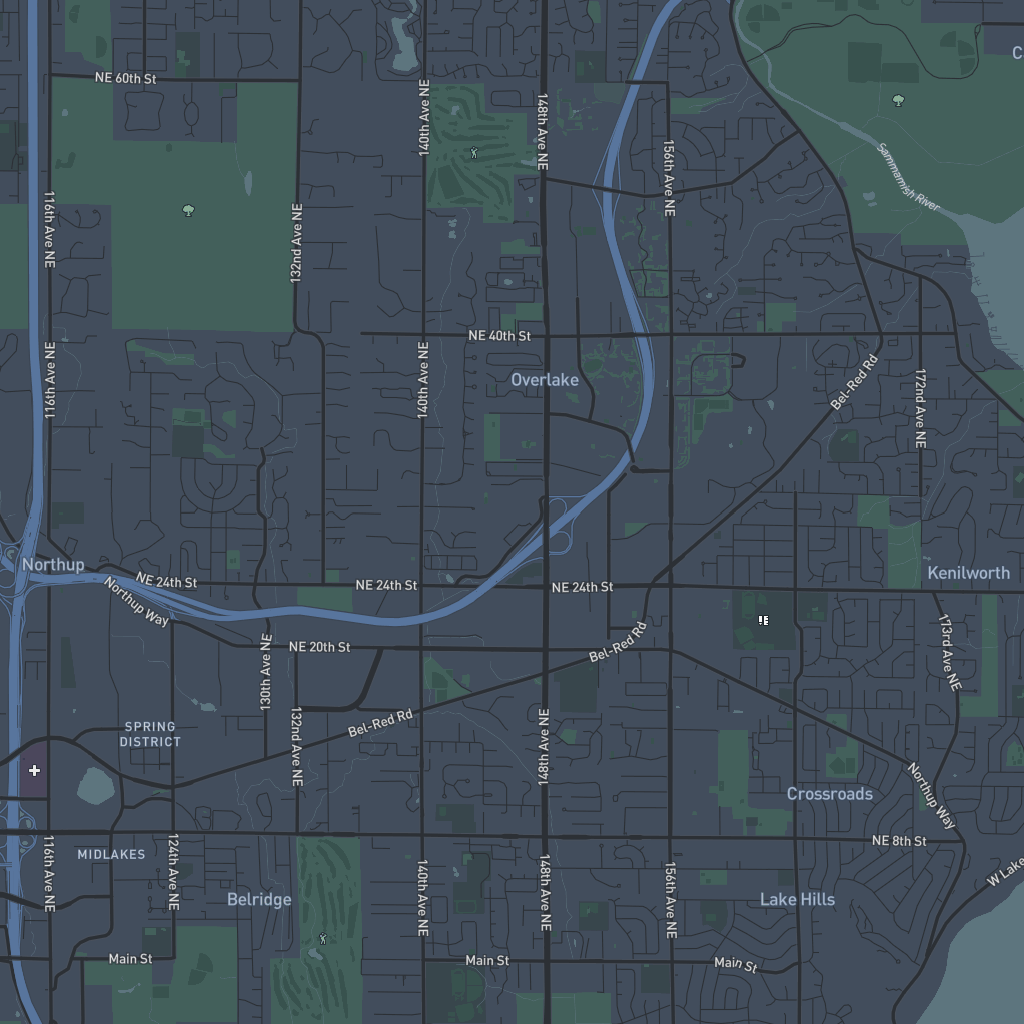 C
NE 60th St
140th Ave NE
148th Ave NE
156th Ave NE
Sammamish River
116th Ave NE
132nd Ave NE
NE 40th St
116th Ave NE
140th Ave NE
Overlake
Bel-Red Rd
172nd Ave NE
Northup
NE 24th St
NE 24th St
NE 24th St
Kenilworth
Northup Way
130th Ave NE
NE 20th St
Bel-Red Rd
173rd Ave NE
132nd Ave NE
Bel-Red Rd
148th Ave NE
SPRING
DISTRICT
Northup Way
Crossroads
116th Ave NE
124th Ave NE
NE 8th St
MIDLAKES
140th Ave NE
148th Ave NE
156th Ave NE
W Lake
Belridge
Lake Hills
Main St
Main St
Main St